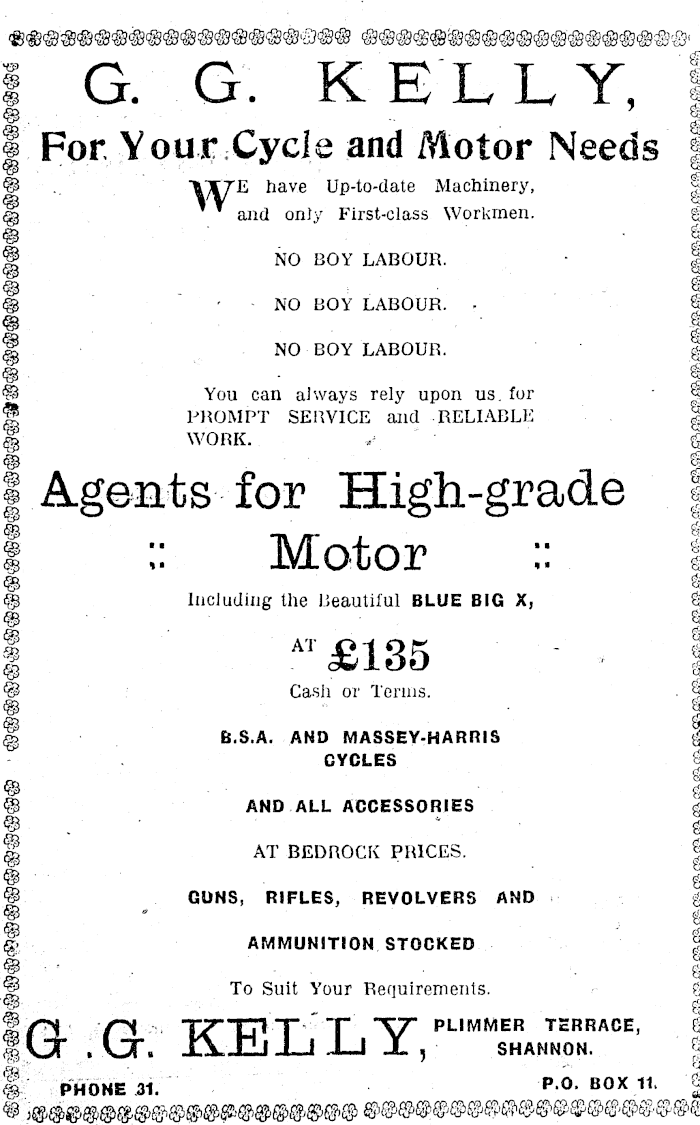 G. G. KELLY,
For Your Cycle and Motor Needs
WE have Up-to-date Machinery,
and only First-class Workmen.
NO BOY LABOUR.
NO BOY LABOUR.
NO BOY LABOUR.
You can always rely upon us for
PROMPT SERVICE and RELIABLE
WORK.
Agents for High-grade
:: Motor ::
Including the Beautiful BLUE BIG X,
AT £135
Cash or Terms.
B.S.A. AND MASSEY-HARRIS
CYCLES
AND ALL ACCESSORIES
AT BEDROCK PRICES.
GUNS, RIFLES, REVOLVERS AND
AMMUNITION STOCKED
To Suit Your Requirements.
G. G. KELLY, PLIMMER TERRACE,
SHANNON.
PHONE 31. P.O. BOX 11.